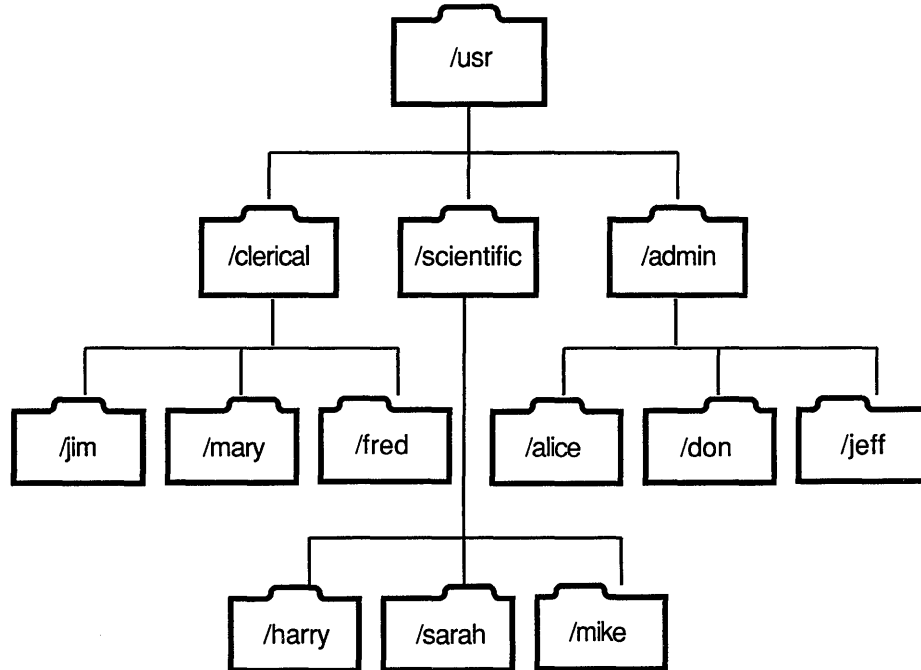 /usr
/clerical
/scientific
/admin
/jim
/mary
/fred
/alice
/don
/jeff
/harry
/sarah
/mike